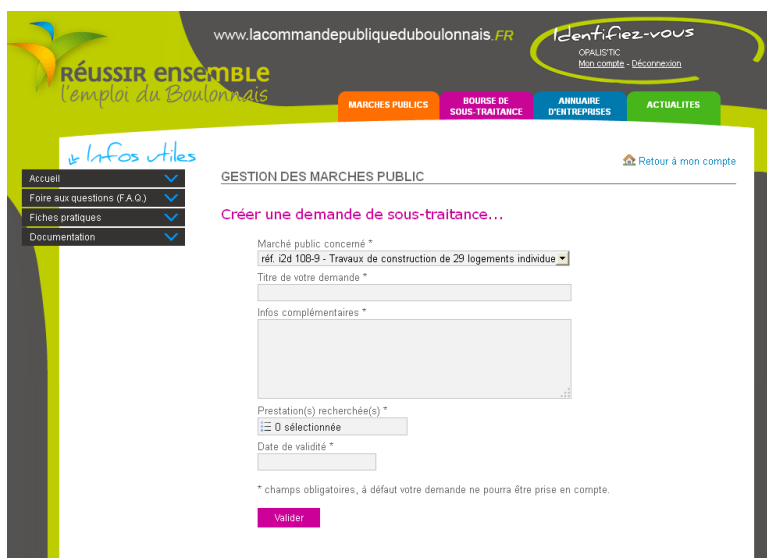 www.lacommandepubliqueduboulonnais.FR
Identifiez-vous
OPALIS'TIC
Mon compte - Déconnexion
RÉUSSIR ENSEMBLE
l'emploi du Boulonnais
MARCHES PUBLICS
BOURSE DE SOUS-TRAITANCE
ANNUAIRE D'ENTREPRISES
ACTUALITES
Infos utiles
Retour à mon compte
Accueil
Foire aux questions (F.A.Q.)
Fiches pratiques
Documentation
GESTION DES MARCHES PUBLIC
Créer une demande de sous-traitance...
Marché public concerné *
réf. i2d 108-9 - Travaux de construction de 29 logements individue
Titre de votre demande *
Infos complémentaires *
Prestation(s) recherchée(s) *
0 sélectionnée
Date de validité *
* champs obligatoires, à défaut votre demande ne pourra être prise en compte.
Valider